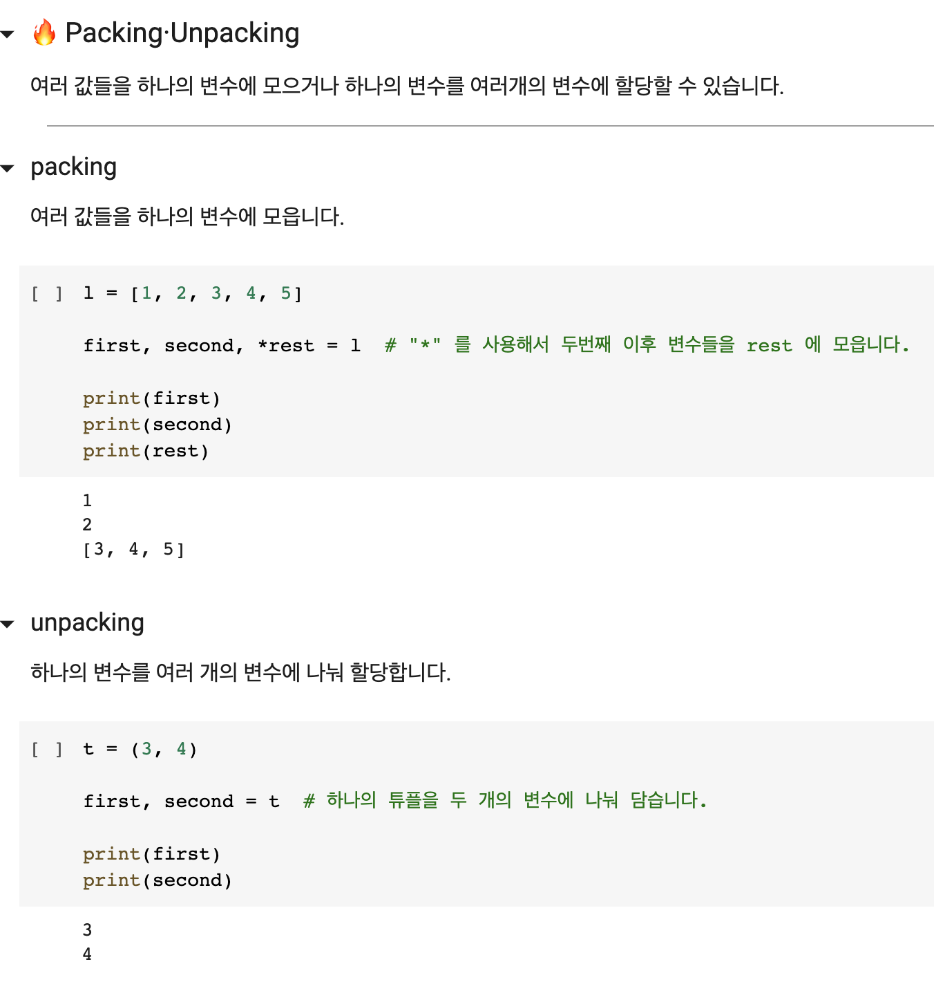 🔥 Packing·Unpacking
여러 값들을 하나의 변수에 모으거나 하나의 변수를 여러개의 변수에 할당할 수 있습니다.
packing
여러 값들을 하나의 변수에 모읍니다.
[ ] l = [1, 2, 3, 4, 5]
first, second, *rest = l  # "*" 를 사용해서 두번째 이후 변수들을 rest 에 모읍니다.
print(first)
print(second)
print(rest)
1
2
[3, 4, 5]
unpacking
하나의 변수를 여러 개의 변수에 나눠 할당합니다.
[ ] t = (3, 4)
first, second = t  # 하나의 튜플을 두 개의 변수에 나눠 담습니다.
print(first)
print(second)
3
4